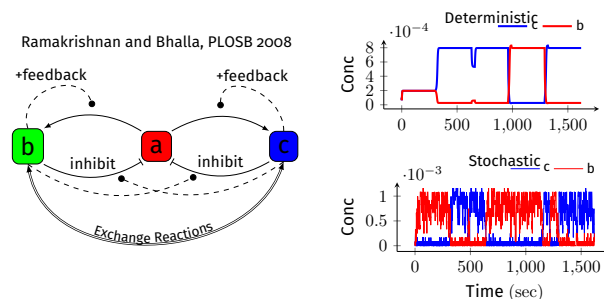 Ramakrishnan and Bhalla, PLOSB 2008
+feedback
+feedback
b
a
c
inhibit
inhibit
Exchange Reactions
Deterministic
c
b
·10−4
Conc
8
6
4
2
0
0
500
1,000
1,500
Stochastic
c
b
·10−3
Conc
1
0.5
0
0
500
1,000
1,500
Time (sec)